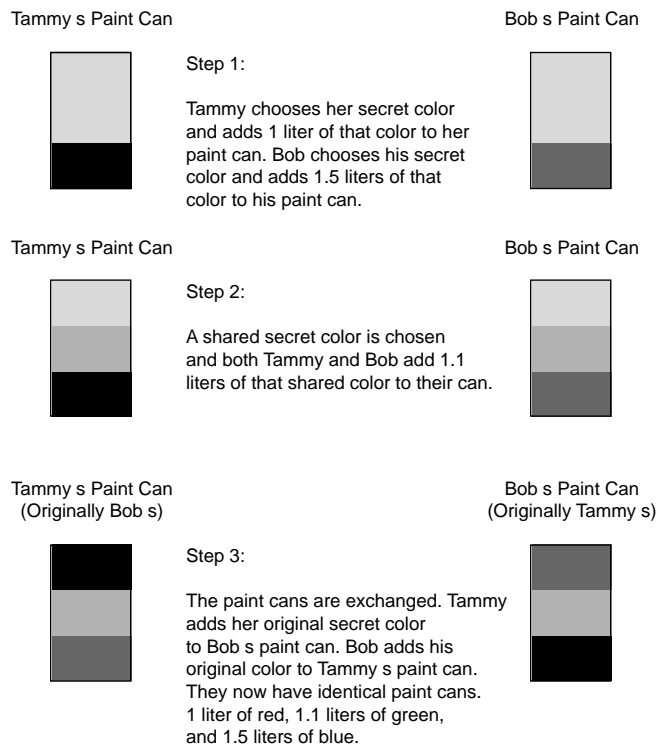 Tammy s Paint Can
Bob s Paint Can
Step 1:
Tammy chooses her secret color
and adds 1 liter of that color to her
paint can. Bob chooses his secret
color and adds 1.5 liters of that
color to his paint can.
Tammy s Paint Can
Bob s Paint Can
Step 2:
A shared secret color is chosen
and both Tammy and Bob add 1.1
liters of that shared color to their can.
Tammy s Paint Can
(Originally Bob s)
Bob s Paint Can
(Originally Tammy s)
Step 3:
The paint cans are exchanged. Tammy
adds her original secret color
to Bob s paint can. Bob adds his
original color to Tammy s paint can.
They now have identical paint cans.
1 liter of red, 1.1 liters of green,
and 1.5 liters of blue.